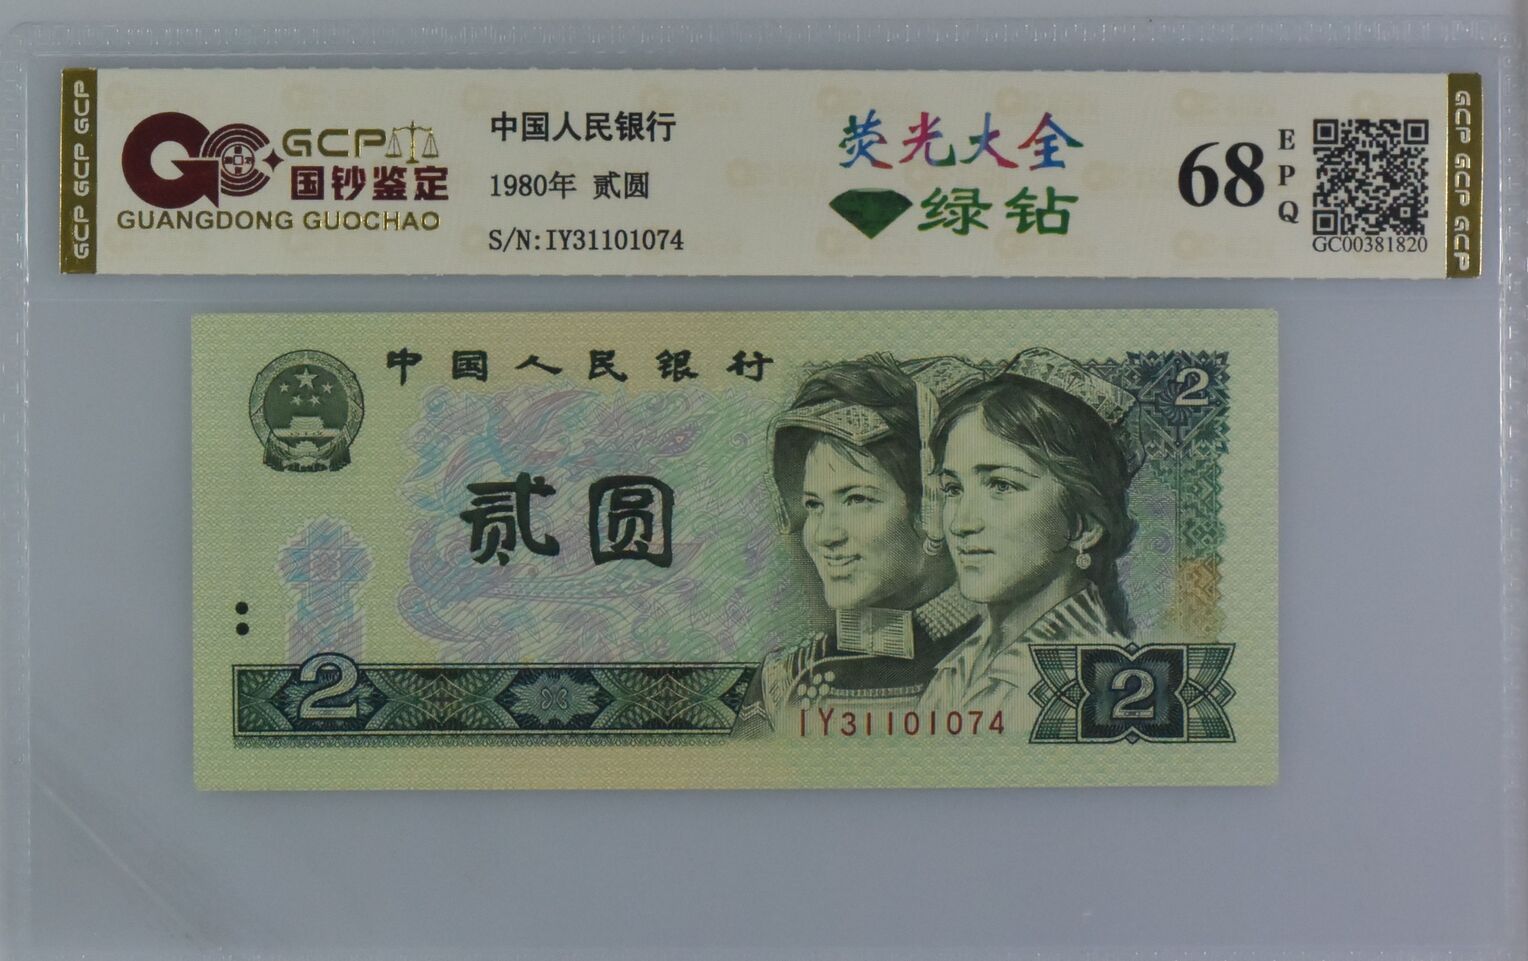 GCP GCP GCP
GCP
国钞鉴定
GUANGDONG GUOCHAO
中国人民银行
1980年 贰圆
S/N:IY31101074
荧光大全
绿钻
68
EPQ
GC00381820
GCP GCP GCP
中国人民银行
2
贰圆
2
IY31101074
2